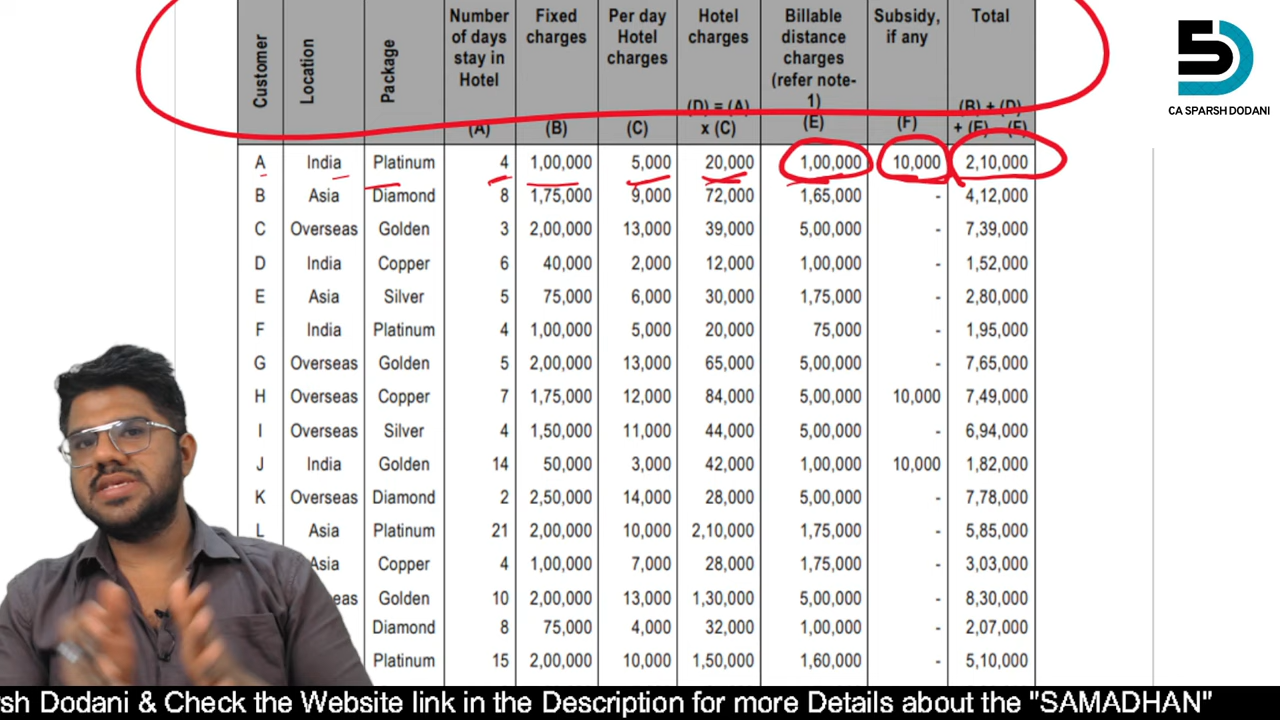 Customer | Location | Package | Number of days stay in Hotel (A) | Fixed charges (B) | Per day Hotel charges (C) | Hotel charges (D) = (A) x (C) | Billable distance charges (refer note-1) (E) | Subsidy, if any (F) | Total (B) + (D) + (E) - (F)
A India Platinum 4 1,00,000 5,000 20,000 1,00,000 10,000 2,10,000
B Asia Diamond 8 1,75,000 9,000 72,000 1,65,000 - 4,12,000
C Overseas Golden 3 2,00,000 13,000 39,000 5,00,000 - 7,39,000
D India Copper 6 40,000 2,000 12,000 1,00,000 - 1,52,000
E Asia Silver 5 75,000 6,000 30,000 1,75,000 - 2,80,000
F India Platinum 4 1,00,000 5,000 20,000 75,000 - 1,95,000
G Overseas Golden 5 2,00,000 13,000 65,000 5,00,000 - 7,65,000
H Overseas Copper 7 1,75,000 12,000 84,000 5,00,000 10,000 7,49,000
I Overseas Silver 4 1,50,000 11,000 44,000 5,00,000 - 6,94,000
J India Golden 14 50,000 3,000 42,000 1,00,000 10,000 1,82,000
K Overseas Diamond 2 2,50,000 14,000 28,000 5,00,000 - 7,78,000
L Asia Platinum 21 2,00,000 10,000 2,10,000 1,75,000 - 5,85,000
Asia Copper 4 1,00,000 7,000 28,000 1,75,000 - 3,03,000
eas Golden 10 2,00,000 13,000 1,30,000 5,00,000 - 8,30,000
Diamond 8 75,000 4,000 32,000 1,00,000 - 2,07,000
Platinum 15 2,00,000 10,000 1,50,000 1,60,000 - 5,10,000
CA SPARSH DODANI
rsh Dodani & Check the Website link in the Description for more Details about the "SAMADHAN"